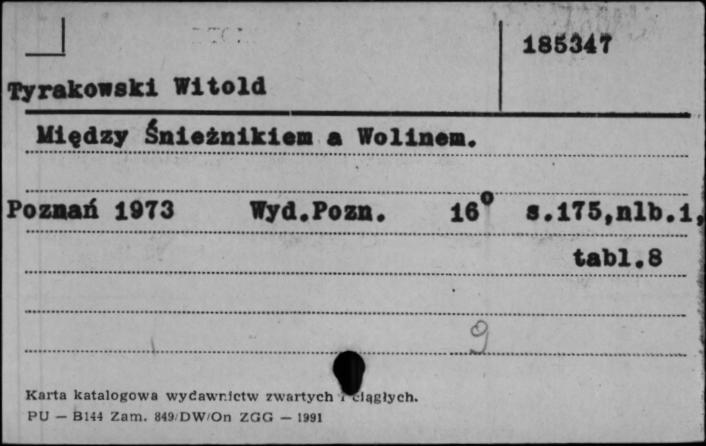 185347
Tyrakowski Witold
Między Śnieżnikiem a Wolinem.
Poznań 1973 Wyd.Pozn. 16° s.175,nlb.1,
tabl.8
9
Karta katalogowa wydawnictw zwartych i ciągłych.
PU — B144 Zam. 849/DW/On ZGG — 1991